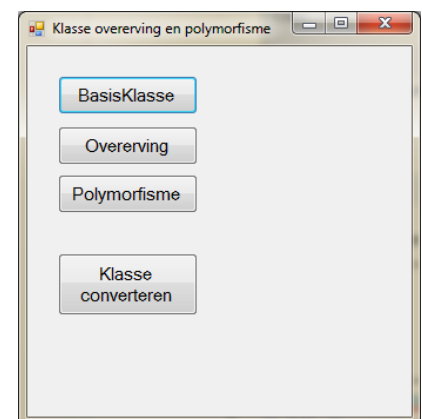 Klasse overerving en polymorfisme
BasisKlasse
Overerving
Polymorfisme
Klasse
converteren